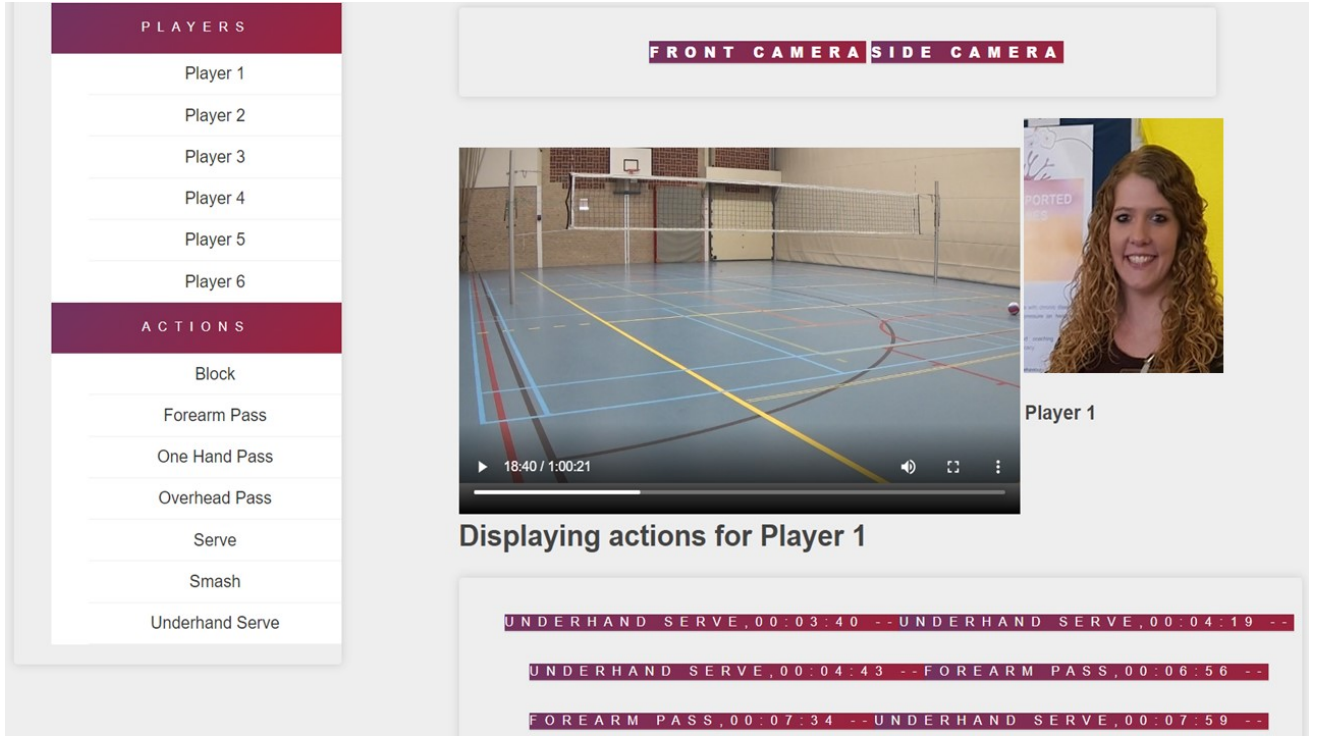 PLAYERS
Player 1
Player 2
Player 3
Player 4
Player 5
Player 6
ACTIONS
Block
Forearm Pass
One Hand Pass
Overhead Pass
Serve
Smash
Underhand Serve
FRONT CAMERA SIDE CAMERA
18:40 / 1:00:21
PORTED
Player 1
Displaying actions for Player 1
UNDERHAND SERVE,00:03:40 --UNDERHAND SERVE,00:04:19 --
UNDERHAND SERVE,00:04:43 --FOREARM PASS,00:06:56 --
FOREARM PASS,00:07:34 --UNDERHAND SERVE,00:07:59 --